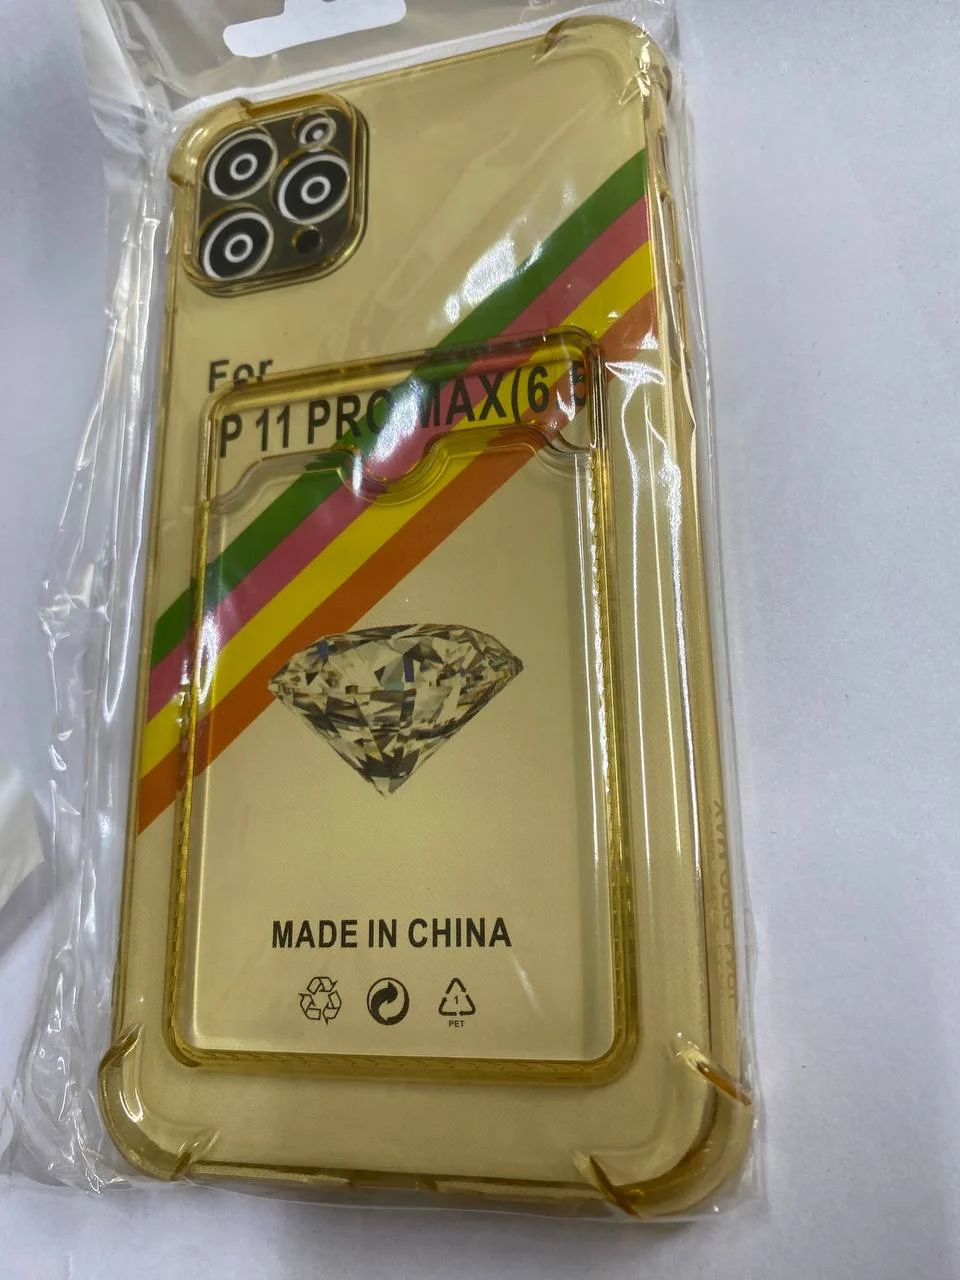 For
P 11 PRO MAX(6.5
MADE IN CHINA
1
PET